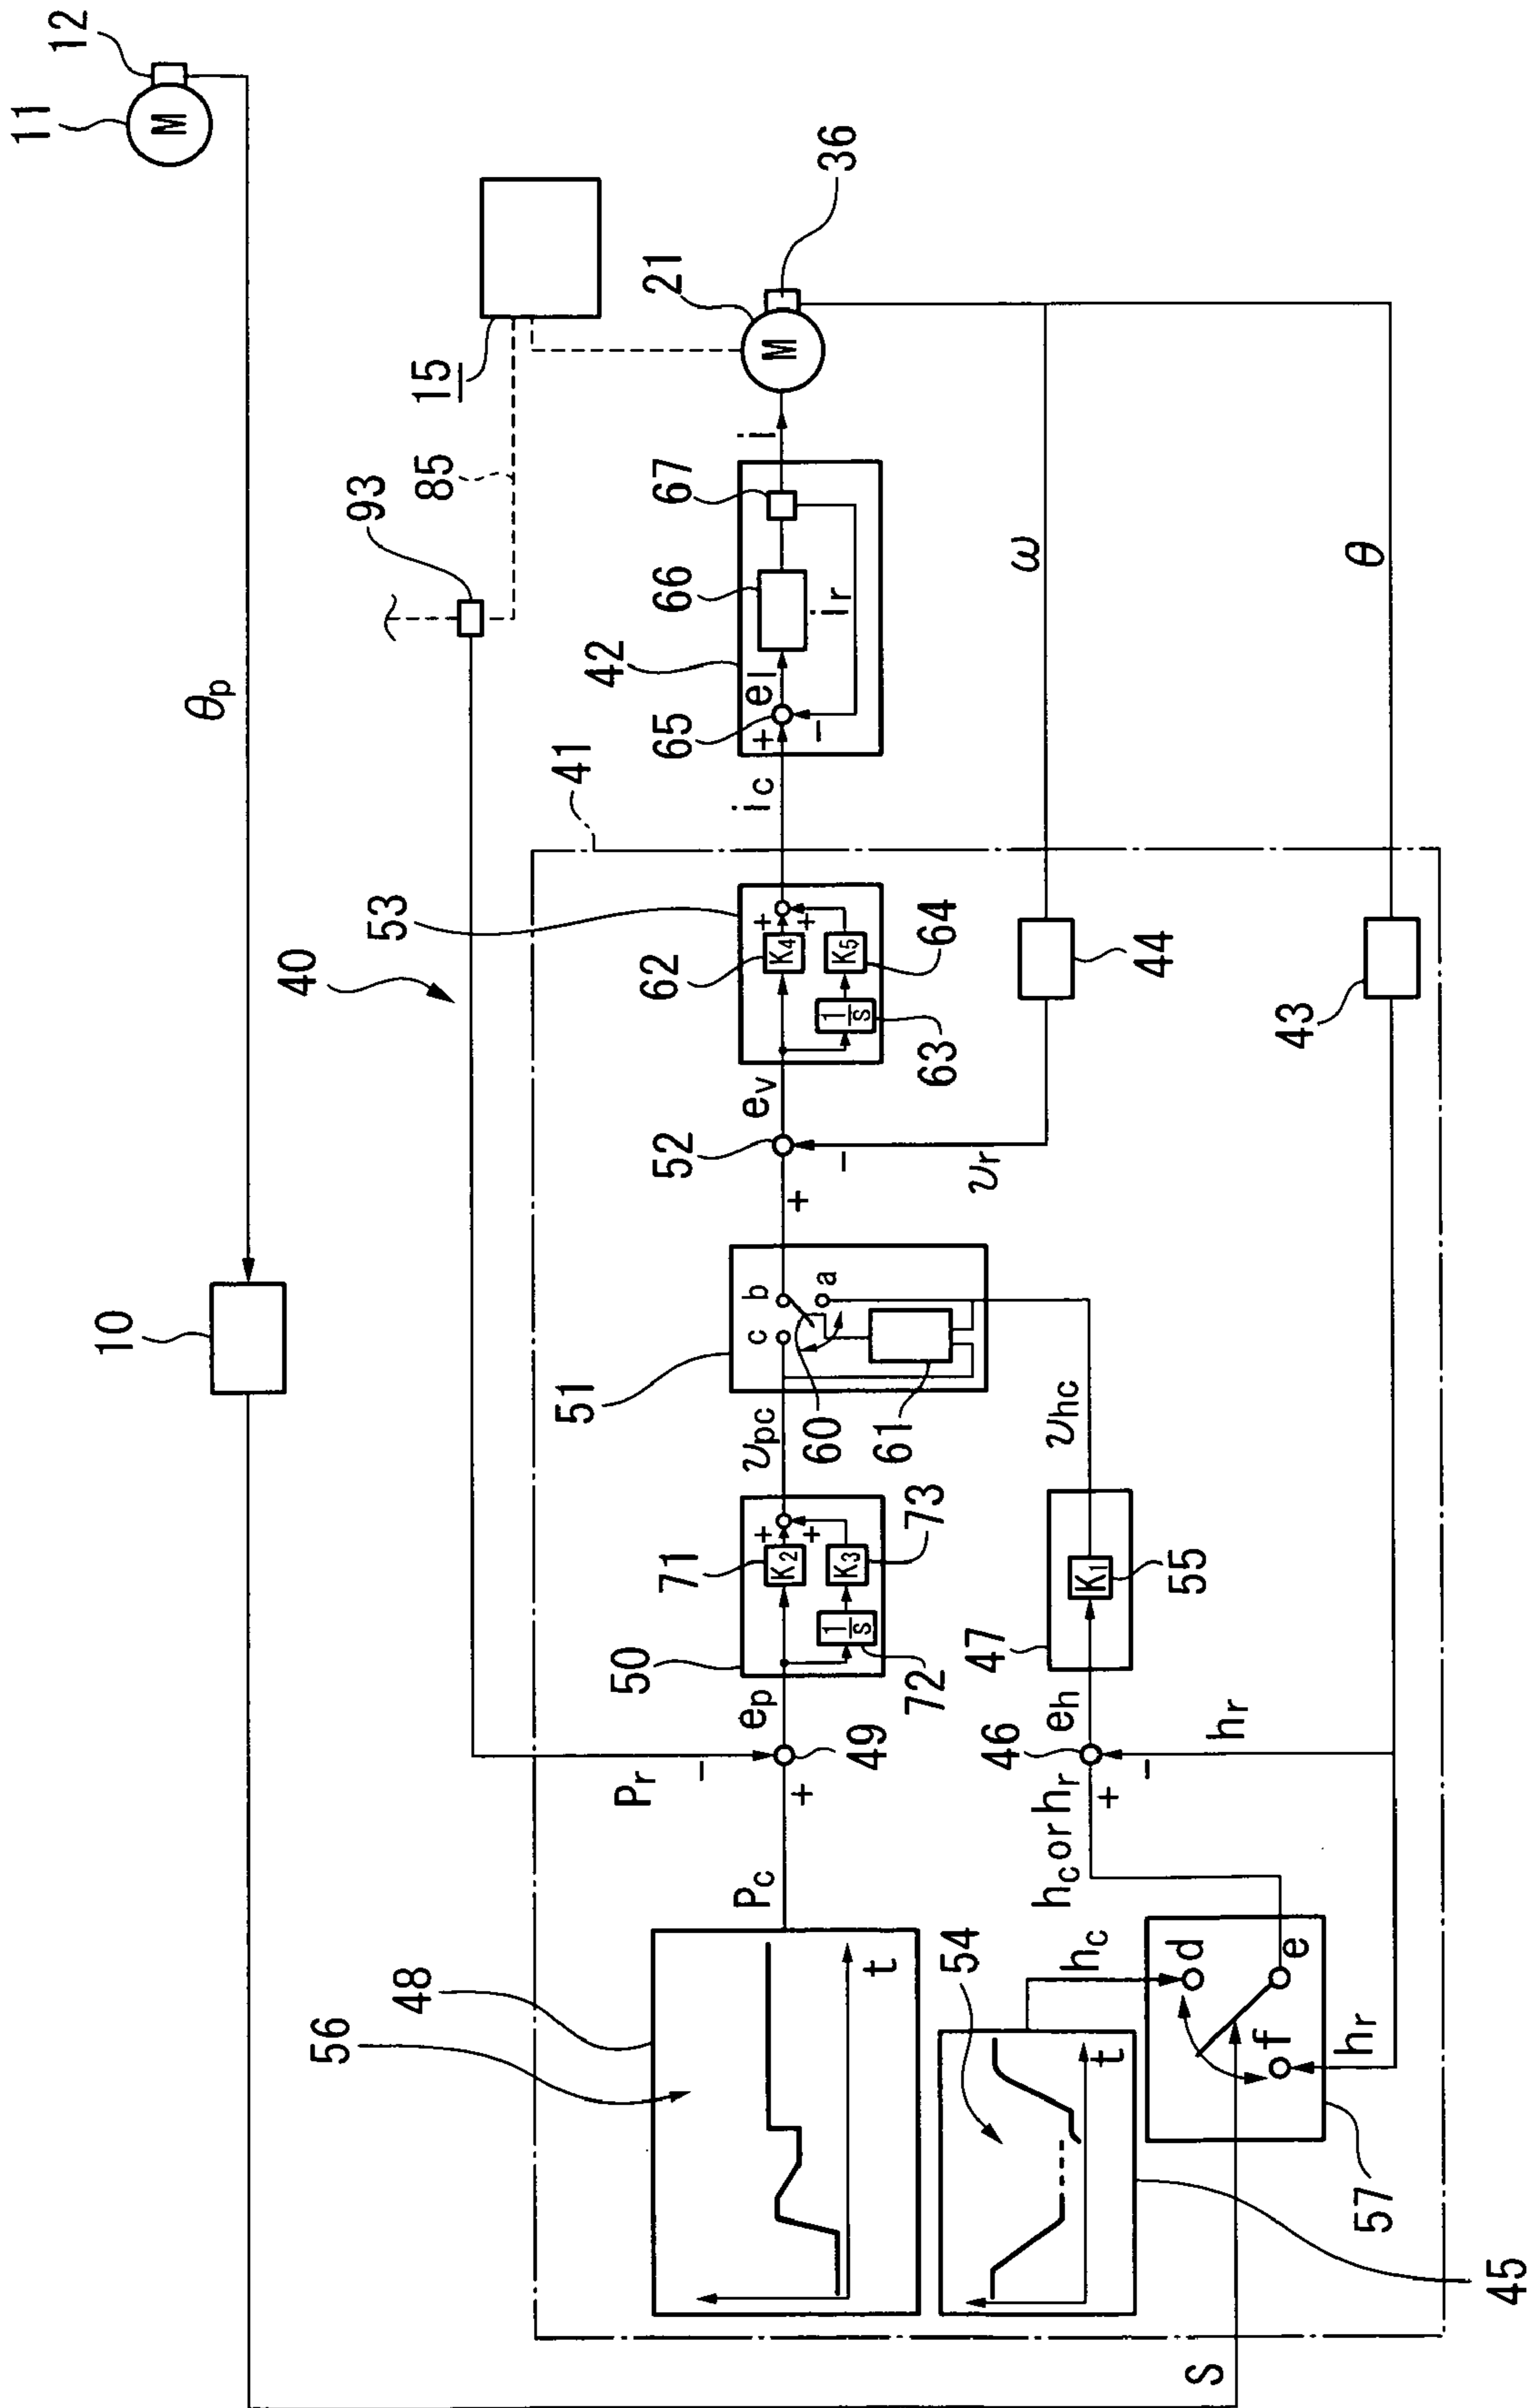 11
12
M
θp
10
93
85
15
40
41
42
66
67
i
21
M
36
65
+
−
eI
ir
ic
53
62
K4
+
+
K5
64
1/s
63
ev
52
+
−
vr
ω
44
θ
43
51
c
b
a
60
61
vpc
vhc
50
71
K2
+
+
K3
73
1/s
72
ep
49
Pr
−
+
Pc
47
K1
55
eh
46
hc or hr
+
−
hr
56
48
t
54
t
45
hc
d
e
f
hr
57
S